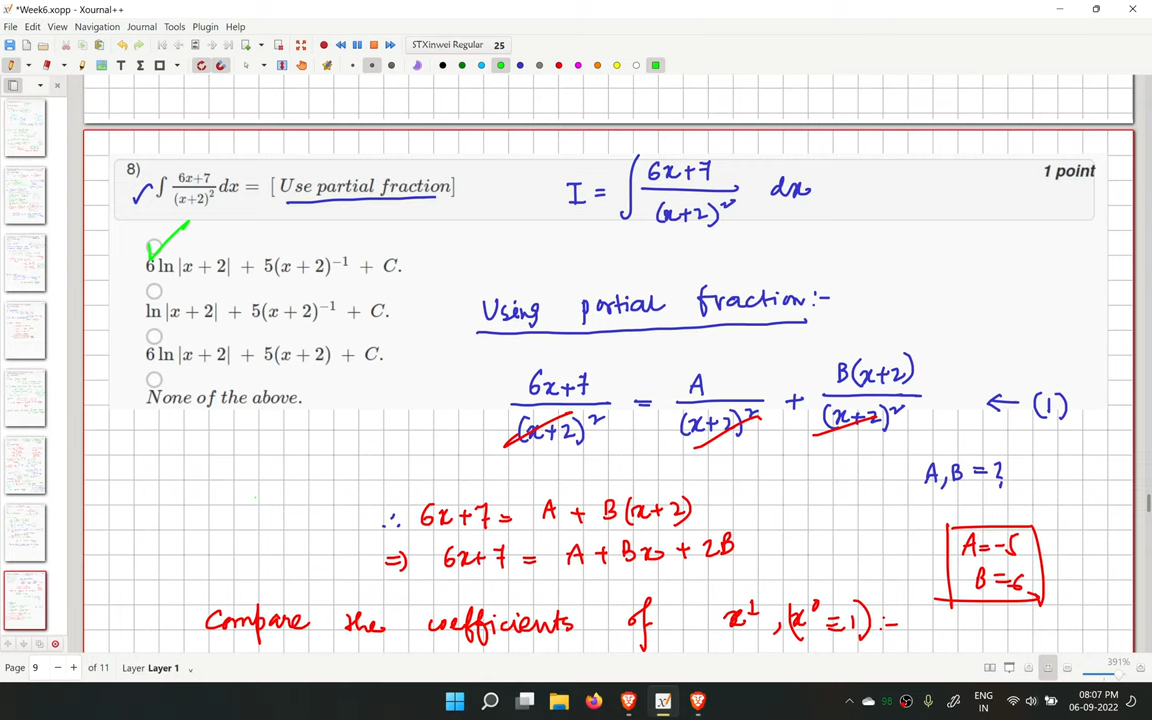 *Week6.xopp - Xournal++
File Edit View Navigation Journal Tools Plugin Help
STXinwei Regular 25
8) ∫ (6x+7)/(x+2)² dx = [ Use partial fraction]
1 point
I = ∫ (6x+7)/(x+2)² dx
6 ln|x + 2| + 5(x + 2)⁻¹ + C.
ln|x + 2| + 5(x + 2)⁻¹ + C.
6 ln|x + 2| + 5(x + 2) + C.
None of the above.
Using partial fraction:-
(6x+7)/(x+2)² = A/(x+2)² + B(x+2)/(x+2)² ← (1)
A, B = ?
∴ 6x+7 = A + B(x+2)
⇒ 6x+7 = A + Bx + 2B
A = -5
B = 6
Compare the coefficients of x¹, (x⁰ = 1) :-
Page 9 of 11 Layer Layer 1
391%
98
ENG
IN
08:07 PM
06-09-2022